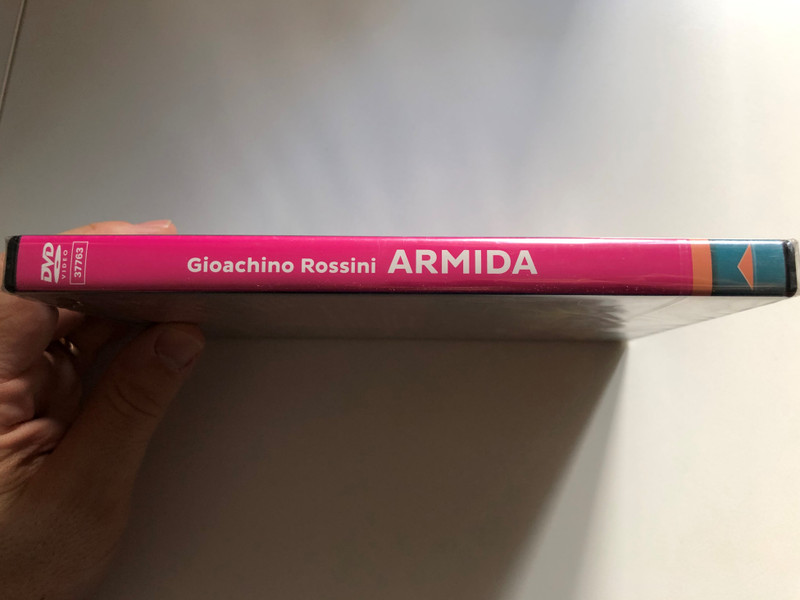 DVD
VIDEO
37763
Gioachino Rossini ARMIDA